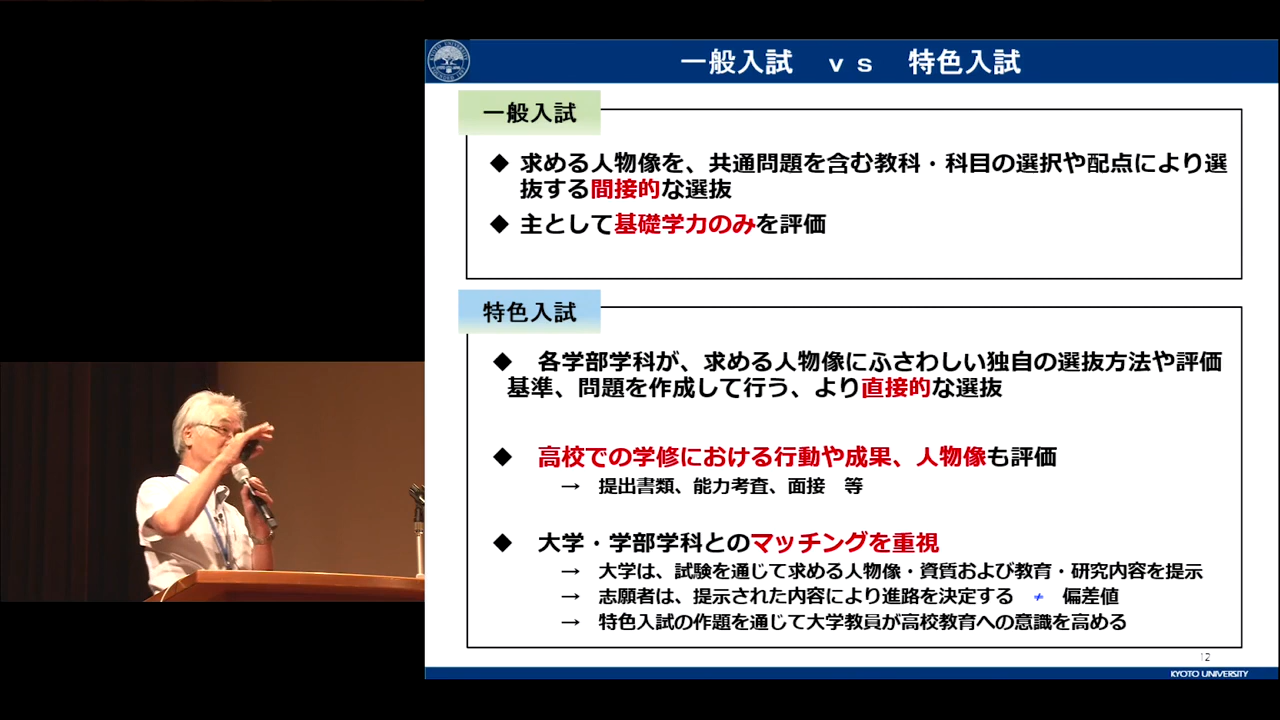 一般入試　ｖｓ　特色入試
一般入試
◆ 求める人物像を、共通問題を含む教科・科目の選択や配点により選
抜する間接的な選抜
◆ 主として基礎学力のみを評価
特色入試
◆　各学部学科が、求める人物像にふさわしい独自の選抜方法や評価
基準、問題を作成して行う、より直接的な選抜
◆　高校での学修における行動や成果、人物像も評価
→　提出書類、能力考査、面接　等
◆　大学・学部学科とのマッチングを重視
→　大学は、試験を通じて求める人物像・資質および教育・研究内容を提示
→　志願者は、提示された内容により進路を決定する　≠　偏差値
→　特色入試の作題を通じて大学教員が高校教育への意識を高める
12
KYOTO UNIVERSITY